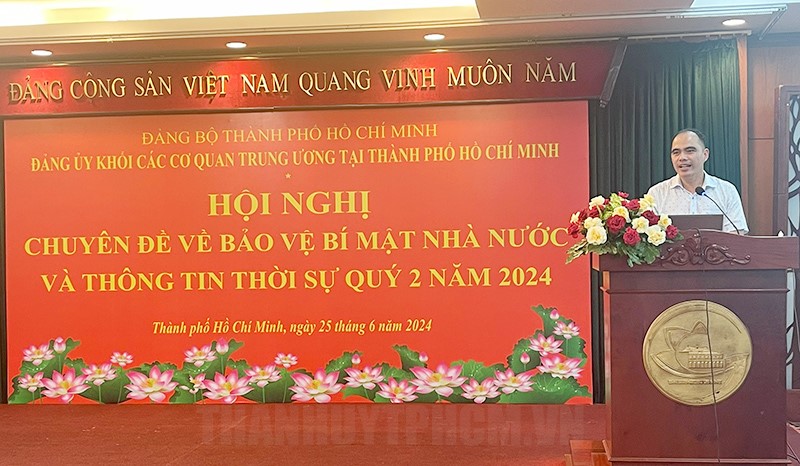 ĐẢNG CỘNG SẢN VIỆT NAM QUANG VINH MUÔN NĂM
ĐẢNG BỘ THÀNH PHỐ HỒ CHÍ MINH
ĐẢNG ỦY KHỐI CÁC CƠ QUAN TRUNG ƯƠNG TẠI THÀNH PHỐ HỒ CHÍ MINH
*
HỘI NGHỊ
CHUYÊN ĐỀ VỀ BẢO VỆ BÍ MẬT NHÀ NƯỚC
VÀ THÔNG TIN THỜI SỰ QUÝ 2 NĂM 2024
Thành phố Hồ Chí Minh, ngày 25 tháng 6 năm 2024
THANHUYTPHCM.VN